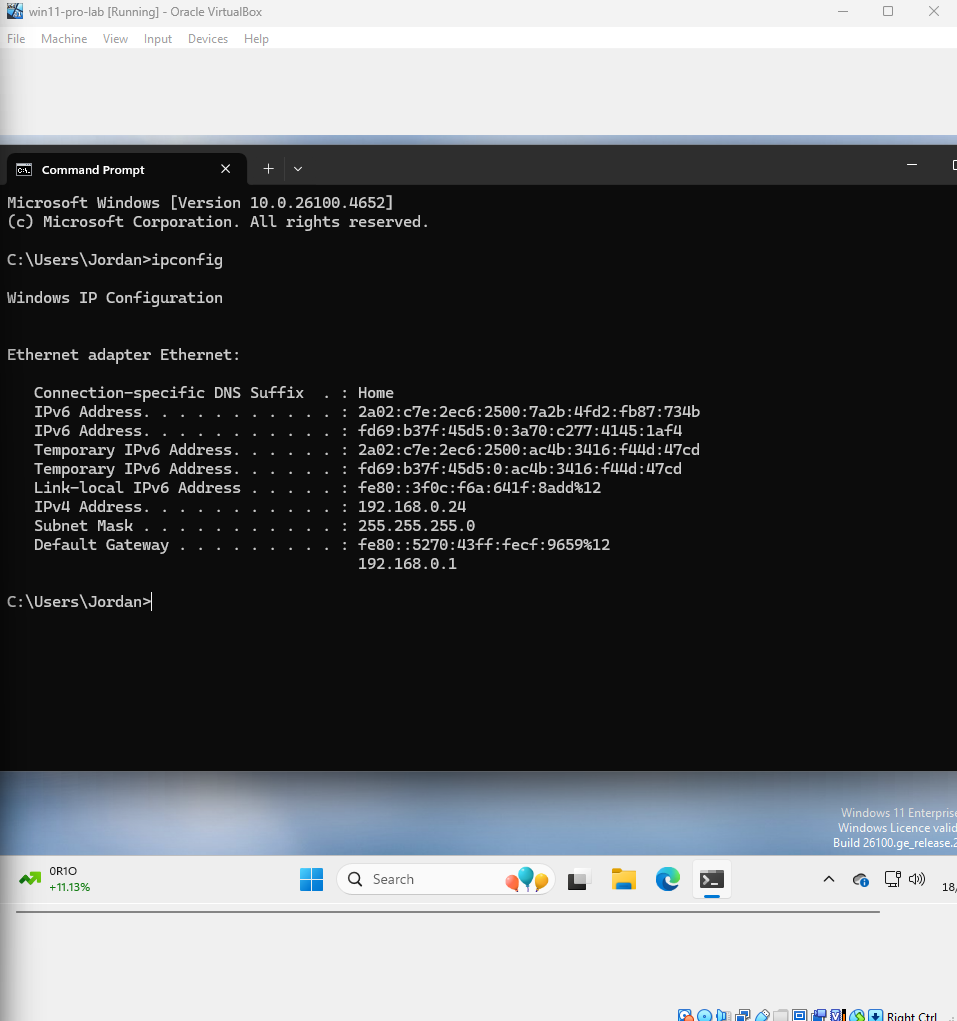 win11-pro-lab [Running] - Oracle VirtualBox
File Machine View Input Devices Help
Command Prompt
Microsoft Windows [Version 10.0.26100.4652]
(c) Microsoft Corporation. All rights reserved.
C:\Users\Jordan>ipconfig
Windows IP Configuration
Ethernet adapter Ethernet:
Connection-specific DNS Suffix . : Home
IPv6 Address. . . . . . . . . . . : 2a02:c7e:2ec6:2500:7a2b:4fd2:fb87:734b
IPv6 Address. . . . . . . . . . . : fd69:b37f:45d5:0:3a70:c277:4145:1af4
Temporary IPv6 Address. . . . . . : 2a02:c7e:2ec6:2500:ac4b:3416:f44d:47cd
Temporary IPv6 Address. . . . . . : fd69:b37f:45d5:0:ac4b:3416:f44d:47cd
Link-local IPv6 Address . . . . . : fe80::3f0c:f6a:641f:8add%12
IPv4 Address. . . . . . . . . . . : 192.168.0.24
Subnet Mask . . . . . . . . . . . : 255.255.255.0
Default Gateway . . . . . . . . . : fe80::5270:43ff:fecf:9659%12
192.168.0.1
C:\Users\Jordan>
Windows 11 Enterprise
Windows Licence valid
Build 26100.ge_release.2
0R1O
+11.13%
Search
18/
Right Ctrl